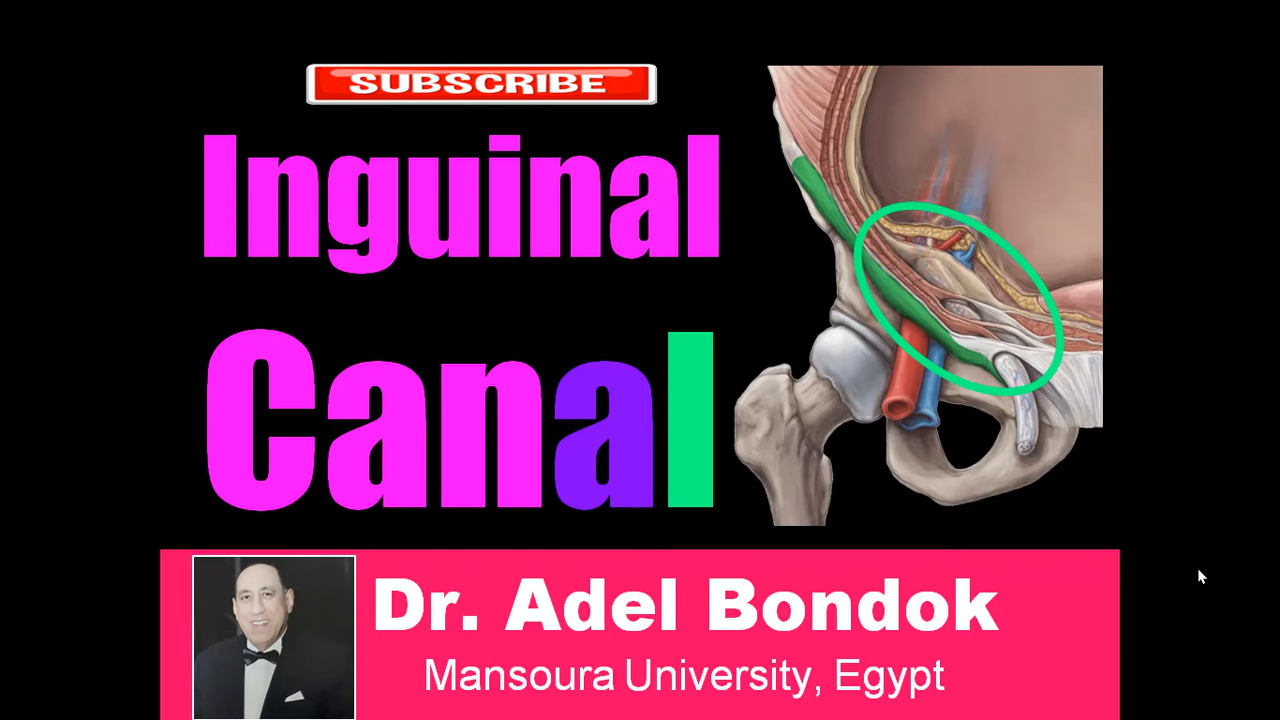 SUBSCRIBE
Inguinal
Canal
Dr. Adel Bondok
Mansoura University, Egypt